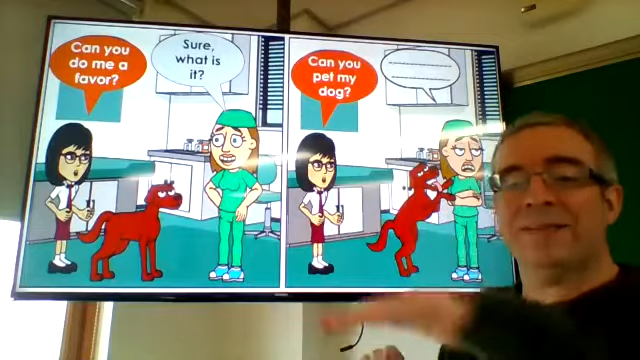 Can you
do me a
favor?
Sure,
what is
it?
Can you
pet my
dog?